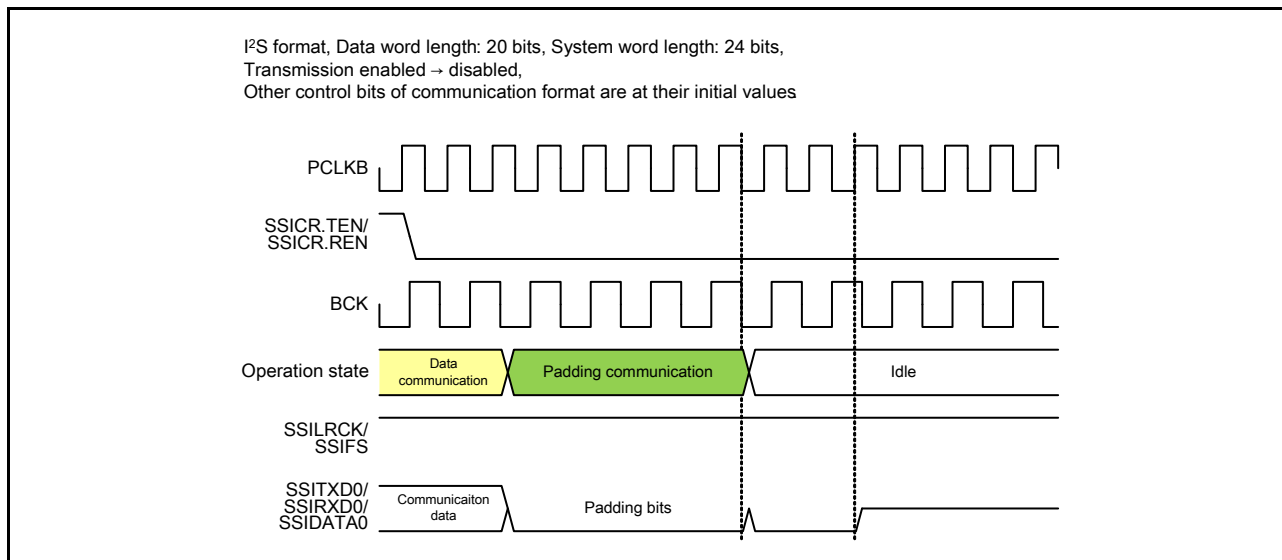 I²S format, Data word length: 20 bits, System word length: 24 bits,
Transmission enabled → disabled,
Other control bits of communication format are at their initial values
PCLKB
SSICR.TEN/
SSICR.REN
BCK
Operation state
Data
communication
Padding communication
Idle
SSILRCK/
SSIFS
SSITXD0/
SSIRXD0/
SSIDATA0
Communicaiton
data
Padding bits